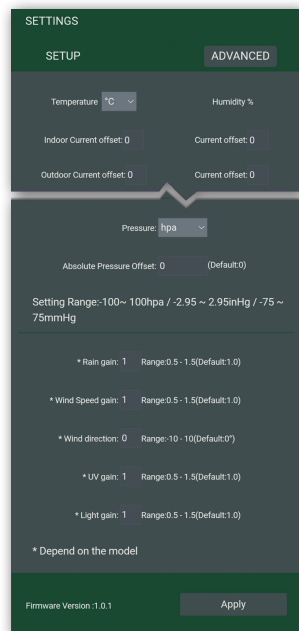 SETTINGS
SETUP ADVANCED
Temperature °C Humidity %
Indoor Current offset: 0 Current offset: 0
Outdoor Current offset: 0 Current offset: 0
Pressure: hpa
Absolute Pressure Offset: 0 (Default:0)
Setting Range:-100~ 100hpa / -2.95 ~ 2.95inHg / -75 ~
75mmHg
* Rain gain: 1 Range:0.5 - 1.5(Default:1.0)
* Wind Speed gain: 1 Range:0.5 - 1.5(Default:1.0)
* Wind direction: 0 Range:-10 - 10(Default:0°)
* UV gain: 1 Range:0.5 - 1.5(Default:1.0)
* Light gain: 1 Range:0.5 - 1.5(Default:1.0)
* Depend on the model
Firmware Version :1.0.1 Apply